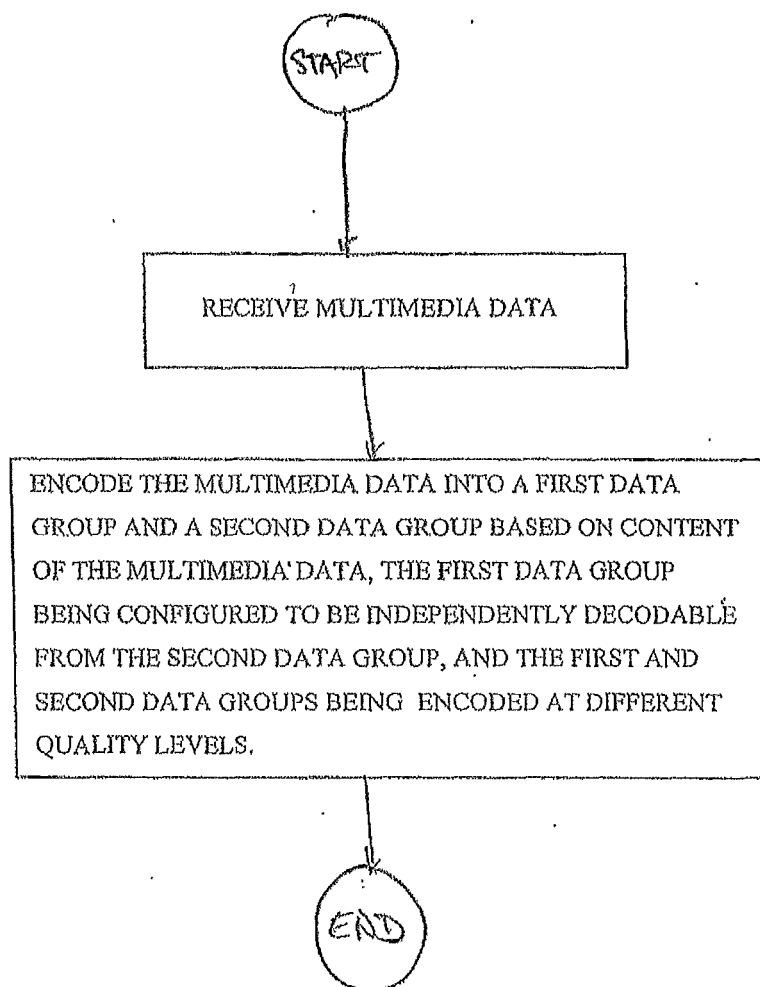 START
RECEIVE MULTIMEDIA DATA
ENCODE THE MULTIMEDIA DATA INTO A FIRST DATA
GROUP AND A SECOND DATA GROUP BASED ON CONTENT
OF THE MULTIMEDIA DATA, THE FIRST DATA GROUP
BEING CONFIGURED TO BE INDEPENDENTLY DECODABLE
FROM THE SECOND DATA GROUP, AND THE FIRST AND
SECOND DATA GROUPS BEING ENCODED AT DIFFERENT
QUALITY LEVELS.
END